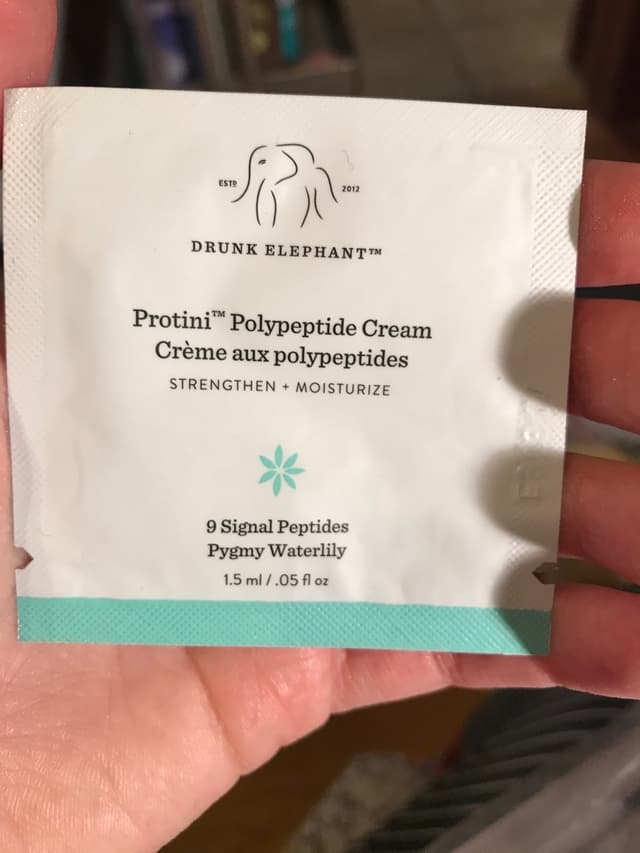 ESTD 2012
DRUNK ELEPHANT™
Protini™ Polypeptide Cream
Crème aux polypeptides
STRENGTHEN + MOISTURIZE
9 Signal Peptides
Pygmy Waterlily
1.5 ml / .05 fl oz